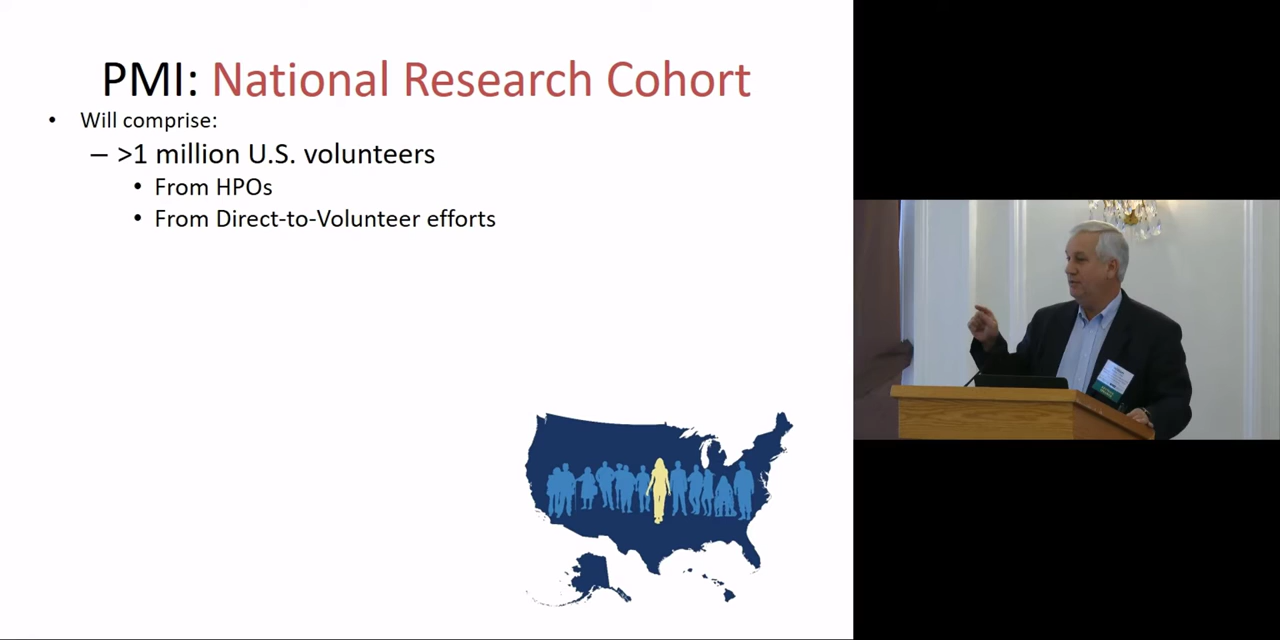 PMI: National Research Cohort
• Will comprise:
– >1 million U.S. volunteers
• From HPOs
• From Direct-to-Volunteer efforts